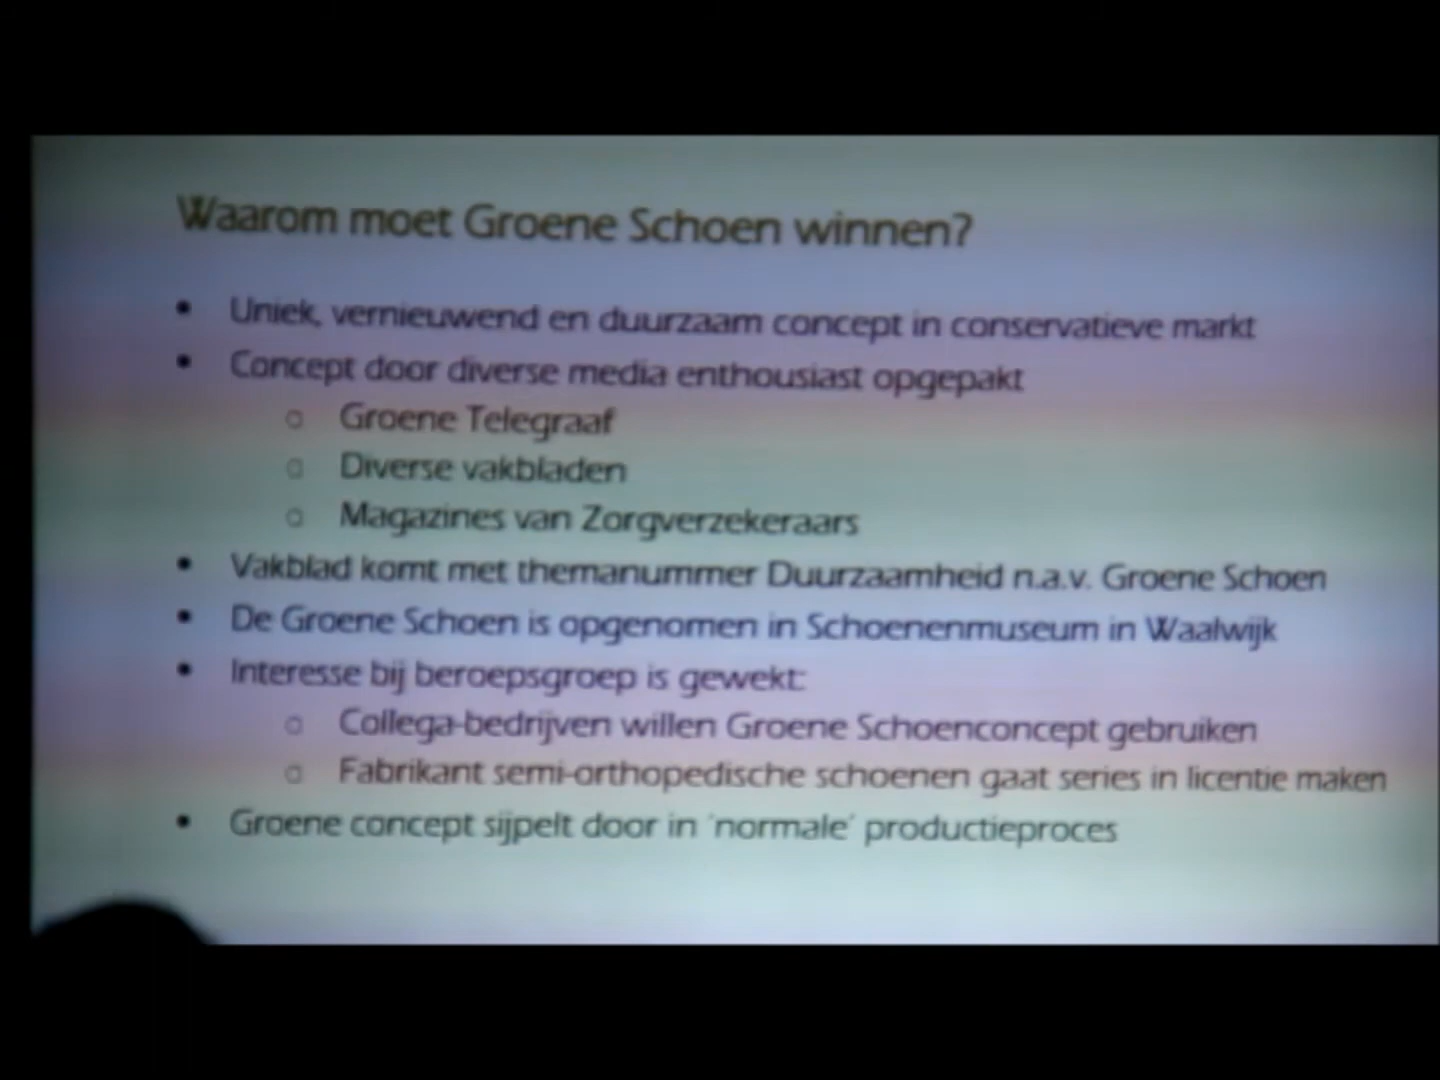 Waarom moet Groene Schoen winnen?
• Uniek, vernieuwend en duurzaam concept in conservatieve markt
• Concept door diverse media enthousiast opgepakt
o Groene Telegraaf
o Diverse vakbladen
o Magazines van Zorgverzekeraars
• Vakblad komt met themanummer Duurzaamheid n.a.v. Groene Schoen
• De Groene Schoen is opgenomen in Schoenenmuseum in Waalwijk
• Interesse bij beroepsgroep is gewekt:
o Collega-bedrijven willen Groene Schoenconcept gebruiken
o Fabrikant semi-orthopedische schoenen gaat series in licentie maken
• Groene concept sijpelt door in 'normale' productieproces